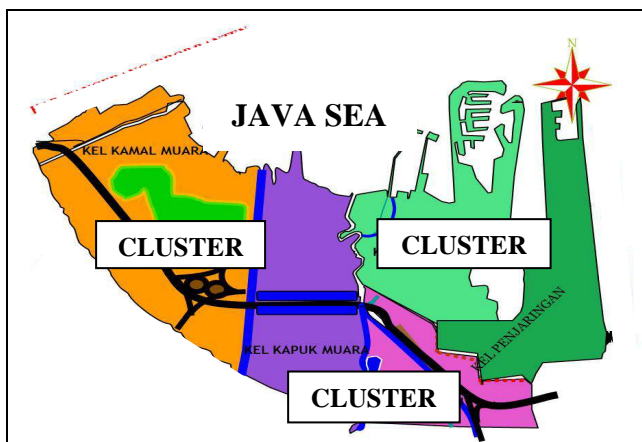 N
JAVA SEA
KEL KAMAL MUARA
CLUSTER
CLUSTER
KEL PENJARINGAN
KEL KAPUK MUARA
CLUSTER